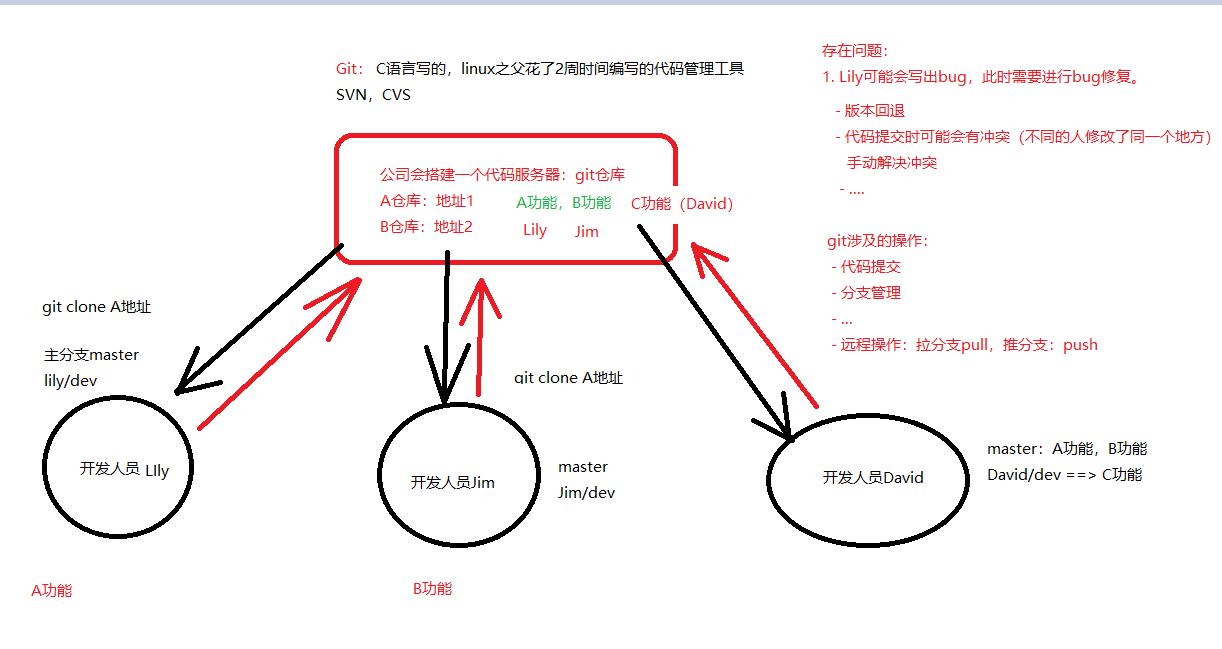 Git： C语言写的，linux之父花了2周时间编写的代码管理工具
SVN，CVS
存在问题：
1. Lily可能会写出bug，此时需要进行bug修复。
- 版本回退
- 代码提交时可能会有冲突（不同的人修改了同一个地方）
手动解决冲突
- ....
公司会搭建一个代码服务器：git仓库
A仓库：地址1
A功能，B功能
C功能（David）
B仓库：地址2
Lily
Jim
git涉及的操作：
- 代码提交
- 分支管理
- ...
- 远程操作：拉分支pull，推分支：push
git clone A地址
主分支master
lily/dev
开发人员 LIly
A功能
git clone A地址
开发人员Jim
master
Jim/dev
B功能
开发人员David
master：A功能，B功能
David/dev ==> C功能